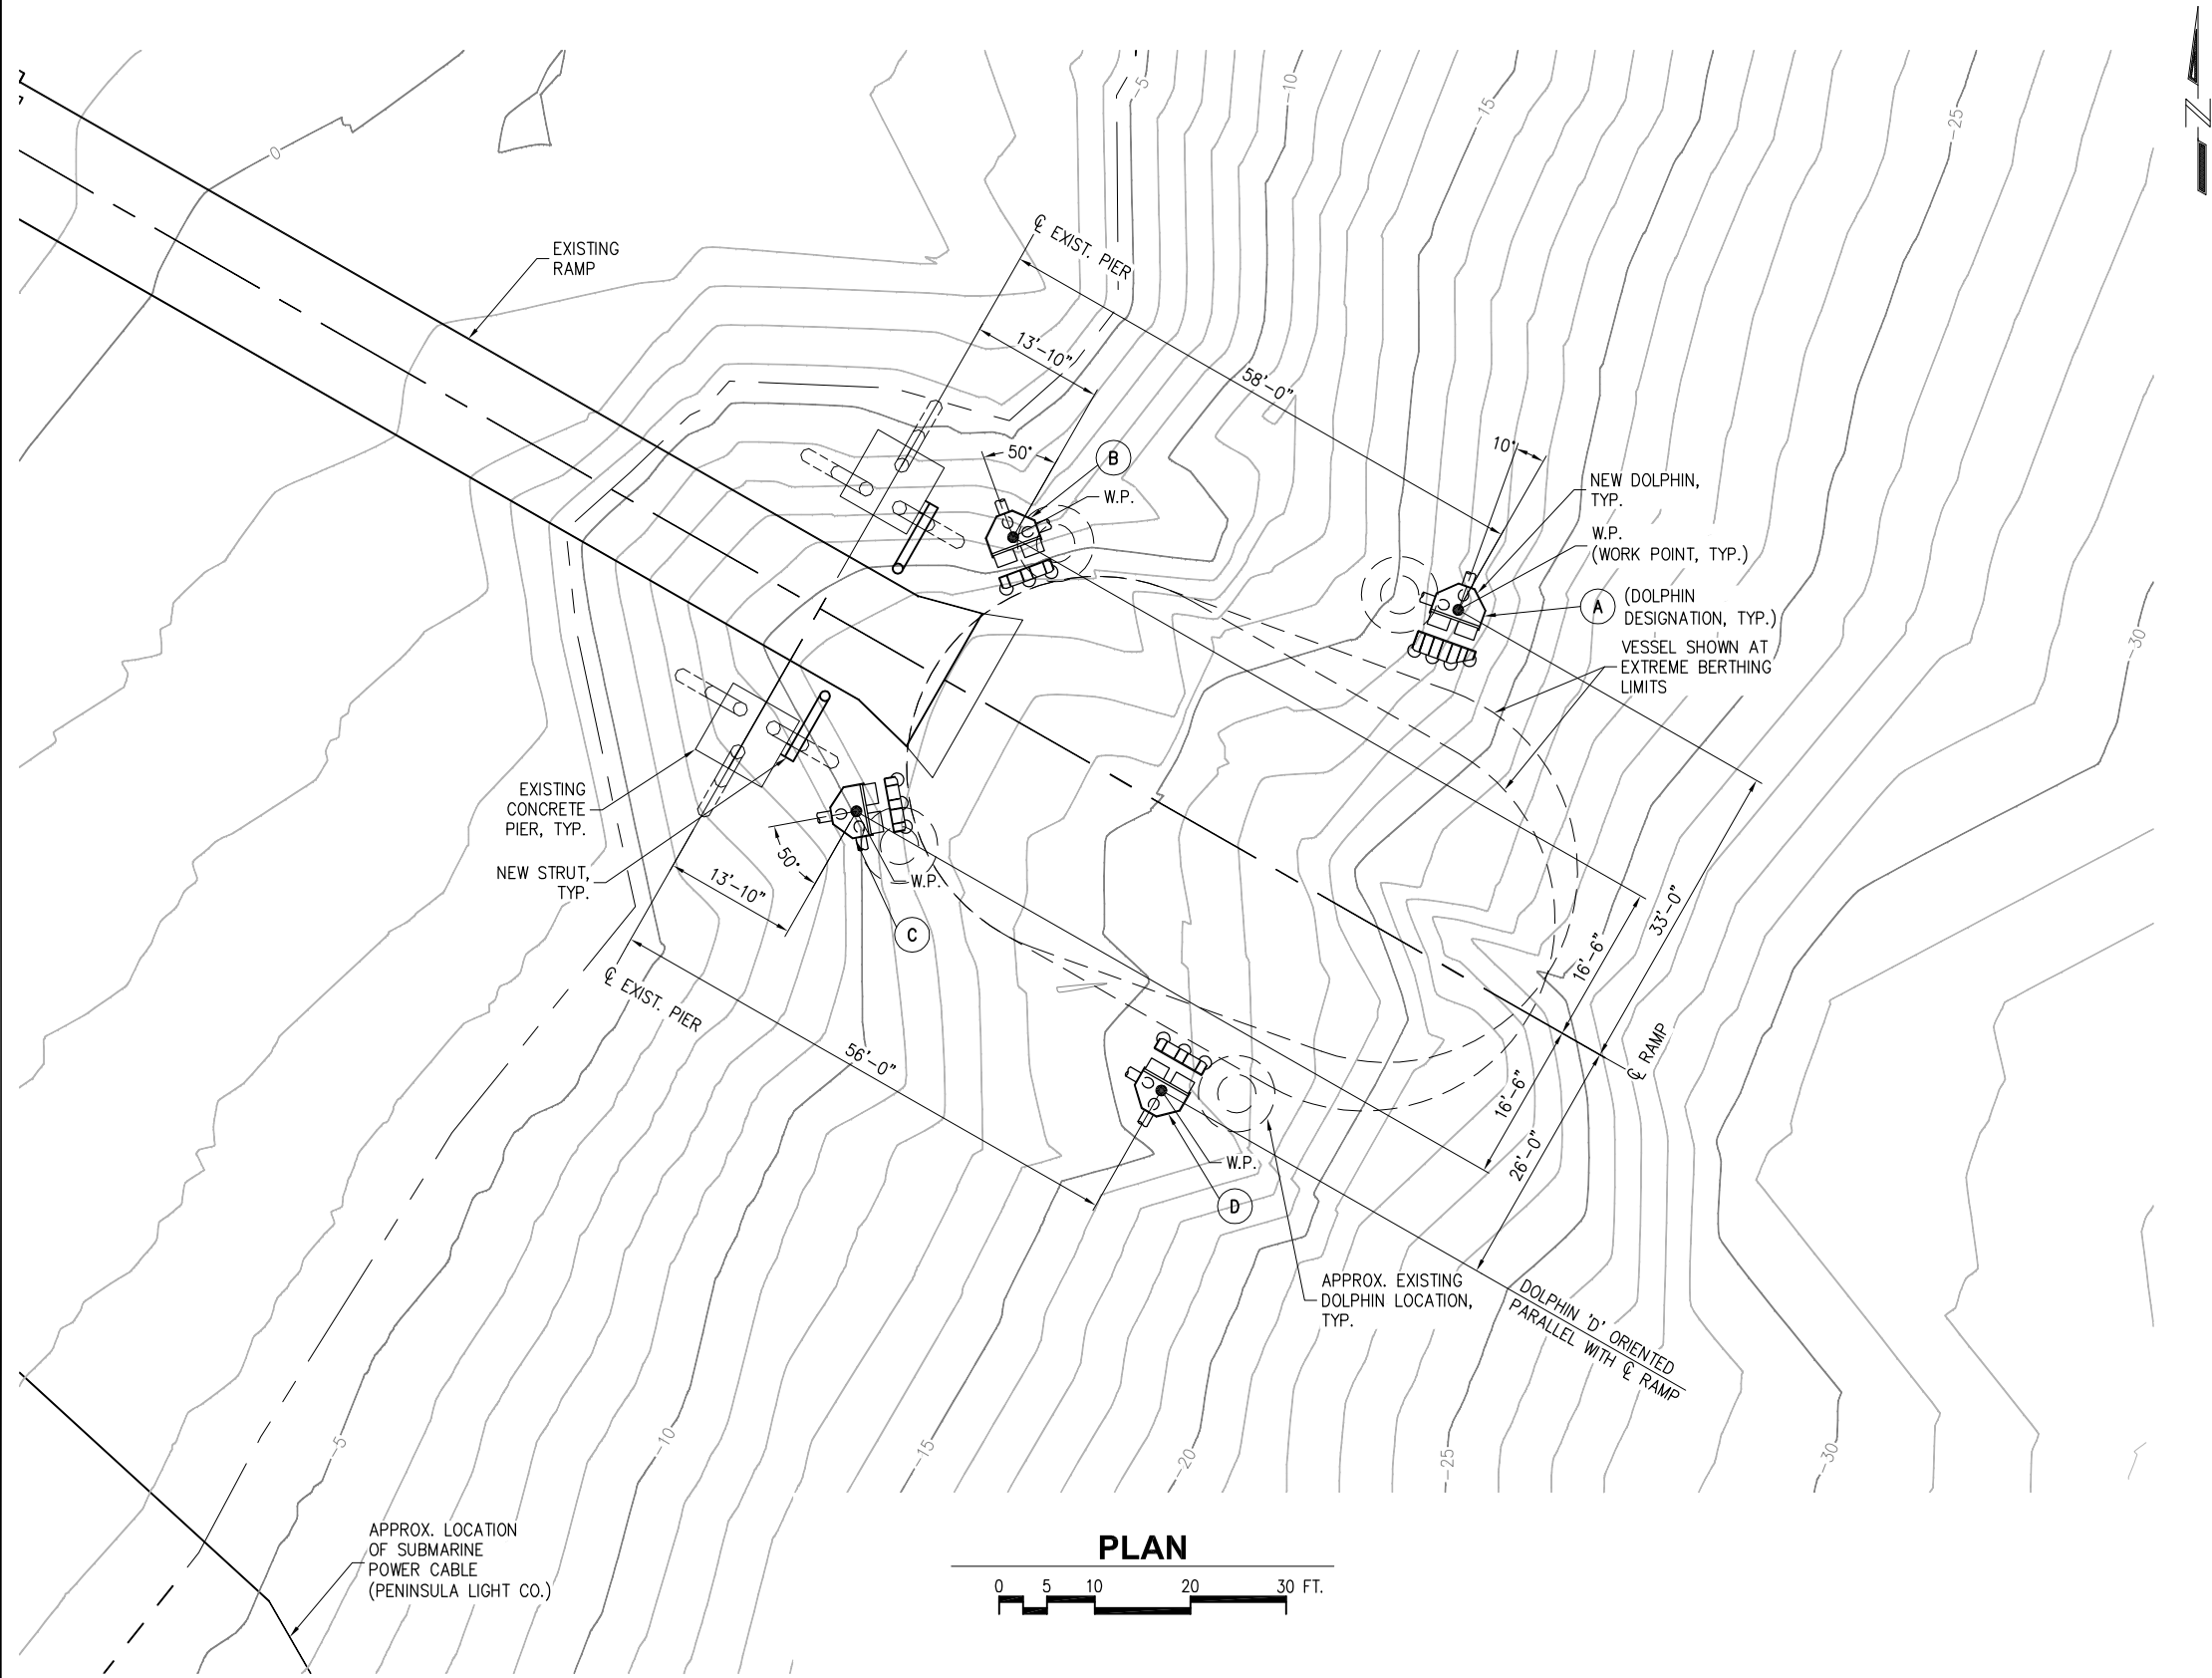 N
0
-5
-10
-15
-25
EXISTING
RAMP
℄ EXIST. PIER
13'-10"
58'-0"
50°
B
W.P.
10°
NEW DOLPHIN,
TYP.
W.P.
(WORK POINT, TYP.)
A
(DOLPHIN
DESIGNATION, TYP.)
VESSEL SHOWN AT
EXTREME BERTHING
LIMITS
-30
EXISTING
CONCRETE
PIER, TYP.
NEW STRUT,
TYP.
50°
13'-10"
W.P.
C
℄ EXIST. PIER
56'-0"
33'-0"
16'-6"
℄ RAMP
16'-6"
26'-0"
W.P.
D
APPROX. EXISTING
DOLPHIN LOCATION,
TYP.
DOLPHIN 'D' ORIENTED
PARALLEL WITH ℄ RAMP
-5
-10
-15
-20
-25
-30
APPROX. LOCATION
OF SUBMARINE
POWER CABLE
(PENINSULA LIGHT CO.)
PLAN
0 5 10 20 30 FT.